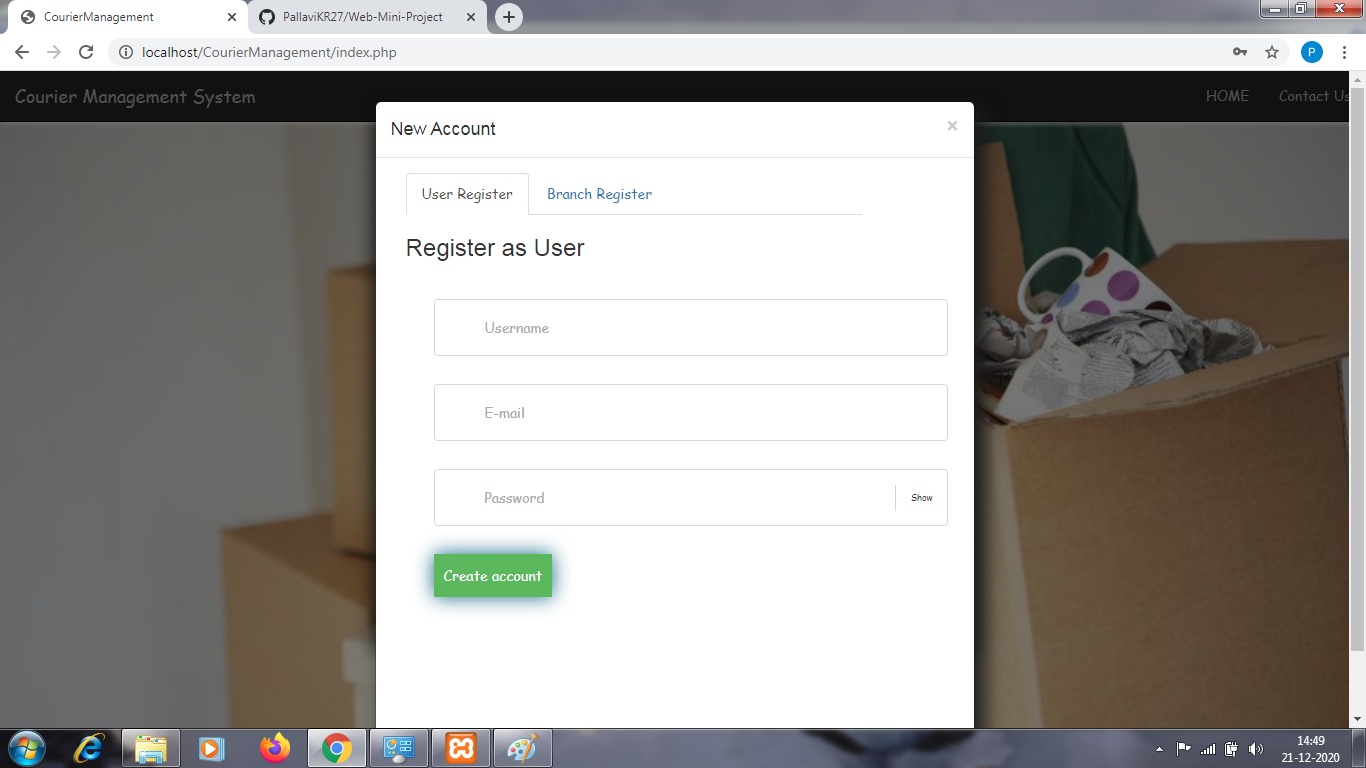 CourierManagement
PallaviKR27/Web-Mini-Project
localhost/CourierManagement/index.php
P
Courier Management System
HOME
Contact Us
New Account
×
User Register
Branch Register
Register as User
Username
E-mail
Password
Show
Create account
14:49
21-12-2020